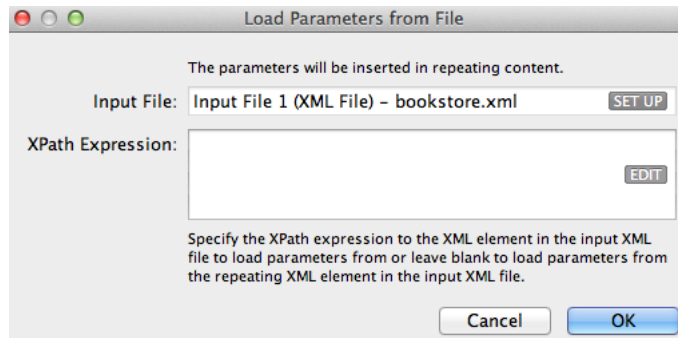 Load Parameters from File
The parameters will be inserted in repeating content.
Input File: Input File 1 (XML File) – bookstore.xml SET UP
XPath Expression:
EDIT
Specify the XPath expression to the XML element in the input XML
file to load parameters from or leave blank to load parameters from
the repeating XML element in the input XML file.
Cancel OK